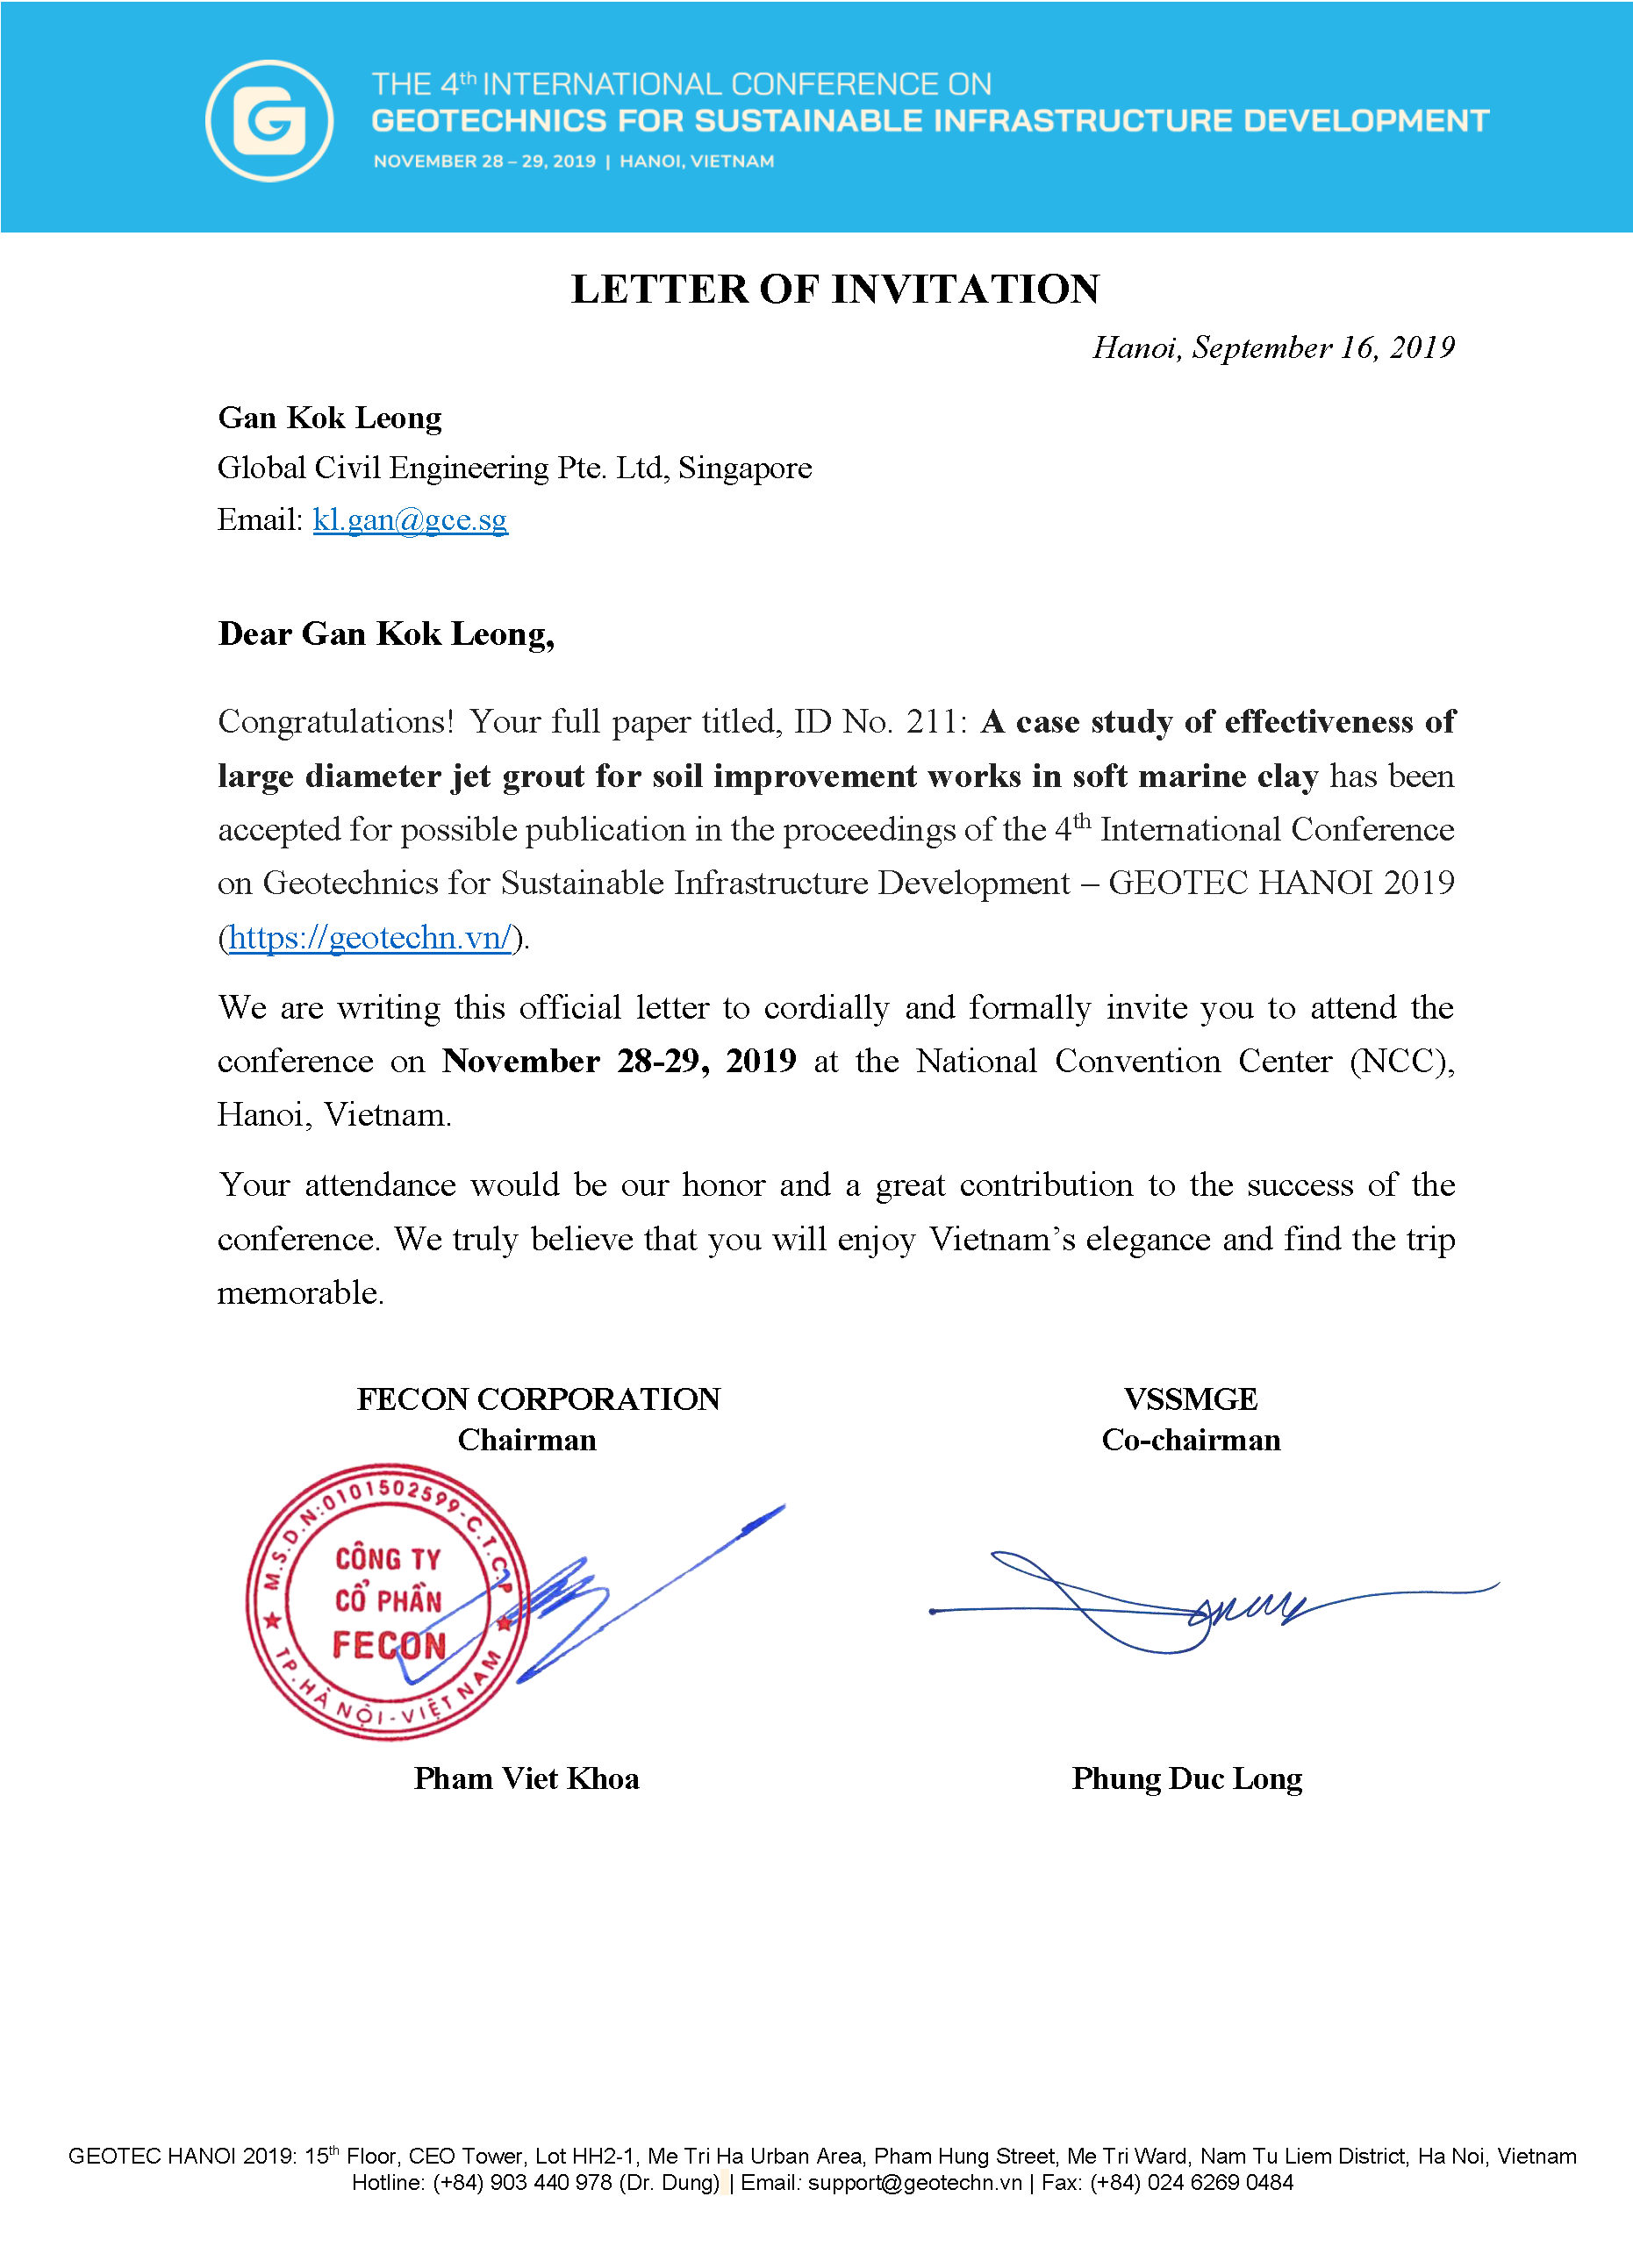 G
THE 4th INTERNATIONAL CONFERENCE ON
GEOTECHNICS FOR SUSTAINABLE INFRASTRUCTURE DEVELOPMENT
NOVEMBER 28 – 29, 2019 | HANOI, VIETNAM
LETTER OF INVITATION
Hanoi, September 16, 2019
Gan Kok Leong
Global Civil Engineering Pte. Ltd, Singapore
Email: kl.gan@gce.sg
Dear Gan Kok Leong,
Congratulations! Your full paper titled, ID No. 211: A case study of effectiveness of
large diameter jet grout for soil improvement works in soft marine clay has been
accepted for possible publication in the proceedings of the 4th International Conference
on Geotechnics for Sustainable Infrastructure Development – GEOTEC HANOI 2019
(https://geotechn.vn/).
We are writing this official letter to cordially and formally invite you to attend the
conference on November 28-29, 2019 at the National Convention Center (NCC),
Hanoi, Vietnam.
Your attendance would be our honor and a great contribution to the success of the
conference. We truly believe that you will enjoy Vietnam’s elegance and find the trip
memorable.
FECON CORPORATION
Chairman
VSSMGE
Co-chairman
M.S.D.N:0101502599-C.T.C.P
CÔNG TY
CỔ PHẦN
FECON
TP.HÀ NỘI-VIỆT NAM
Pham Viet Khoa
Phung Duc Long
GEOTEC HANOI 2019: 15th Floor, CEO Tower, Lot HH2-1, Me Tri Ha Urban Area, Pham Hung Street, Me Tri Ward, Nam Tu Liem District, Ha Noi, Vietnam
Hotline: (+84) 903 440 978 (Dr. Dung) | Email: support@geotechn.vn | Fax: (+84) 024 6269 0484